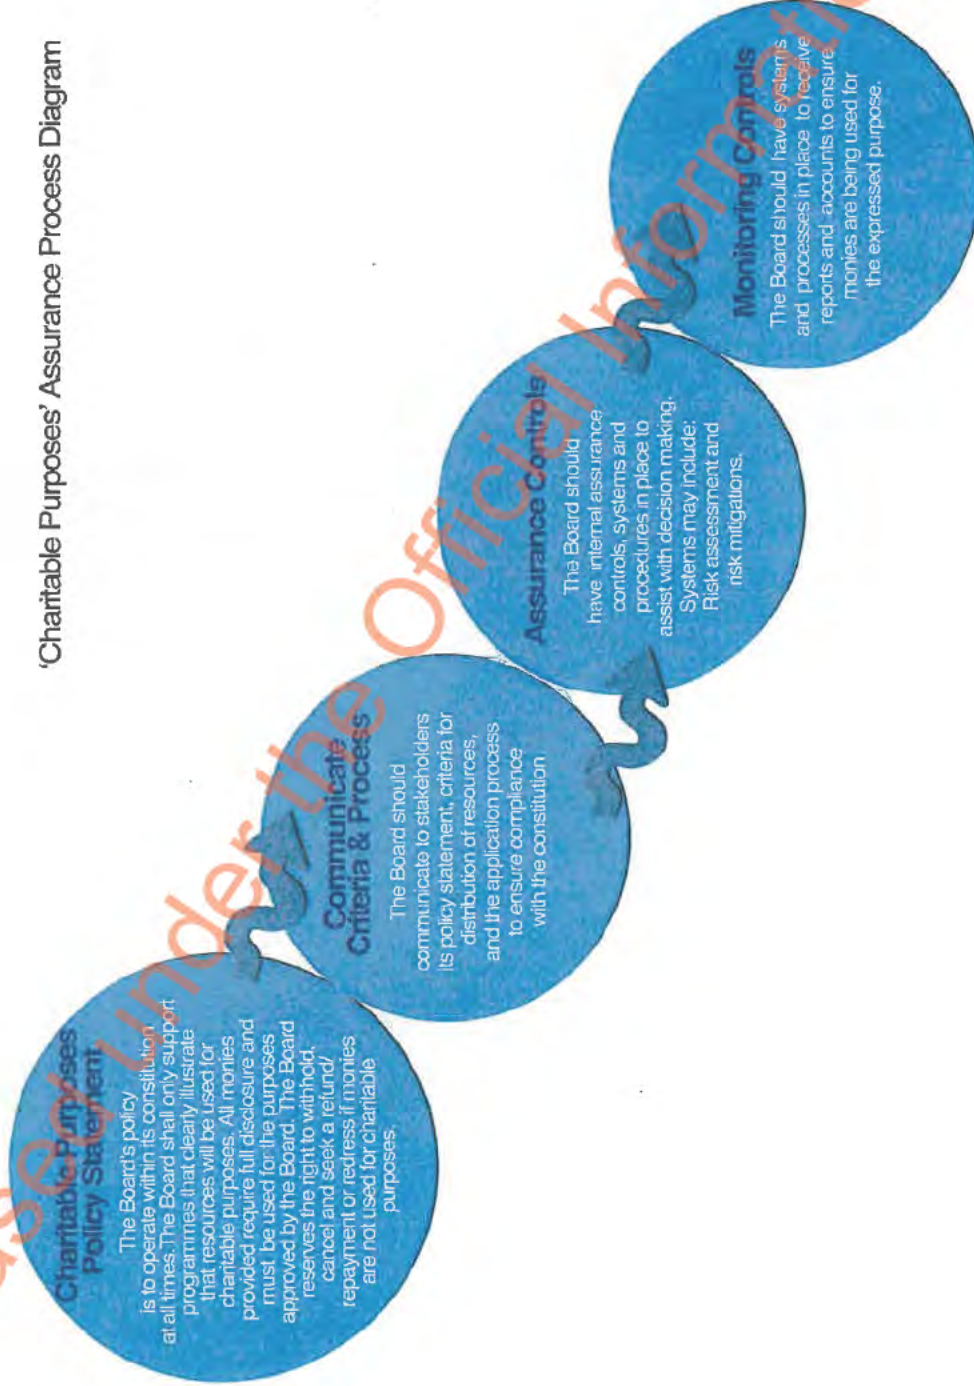 'Charitable Purposes' Assurance Process Diagram
Charitable Purposes
Policy Statement
The Board's policy
is to operate within its constitution
at all times.The Board shall only support
programmes that clearly illustrate
that resources will be used for
charitable purposes. All monies
provided require full disclosure and
must be used for the purposes
approved by the Board. The Board
reserves the right to withhold,
cancel and seek a refund/
repayment or redress if monies
are not used for charitable
purposes.
Communicate
Criteria & Process
The Board should
communicate to stakeholders
its policy statement, criteria for
distribution of resources,
and the application process
to ensure compliance
with the constitution
Assurance Controls
The Board should
have internal assurance
controls, systems and
procedures in place to
assist with decision making.
Systems may include:
Risk assessment and
risk mitigations.
Monitoring Controls
The Board should have systems
and processes in place to receive
reports and accounts to ensure
monies are being used for
the expressed purpose.
under the Official